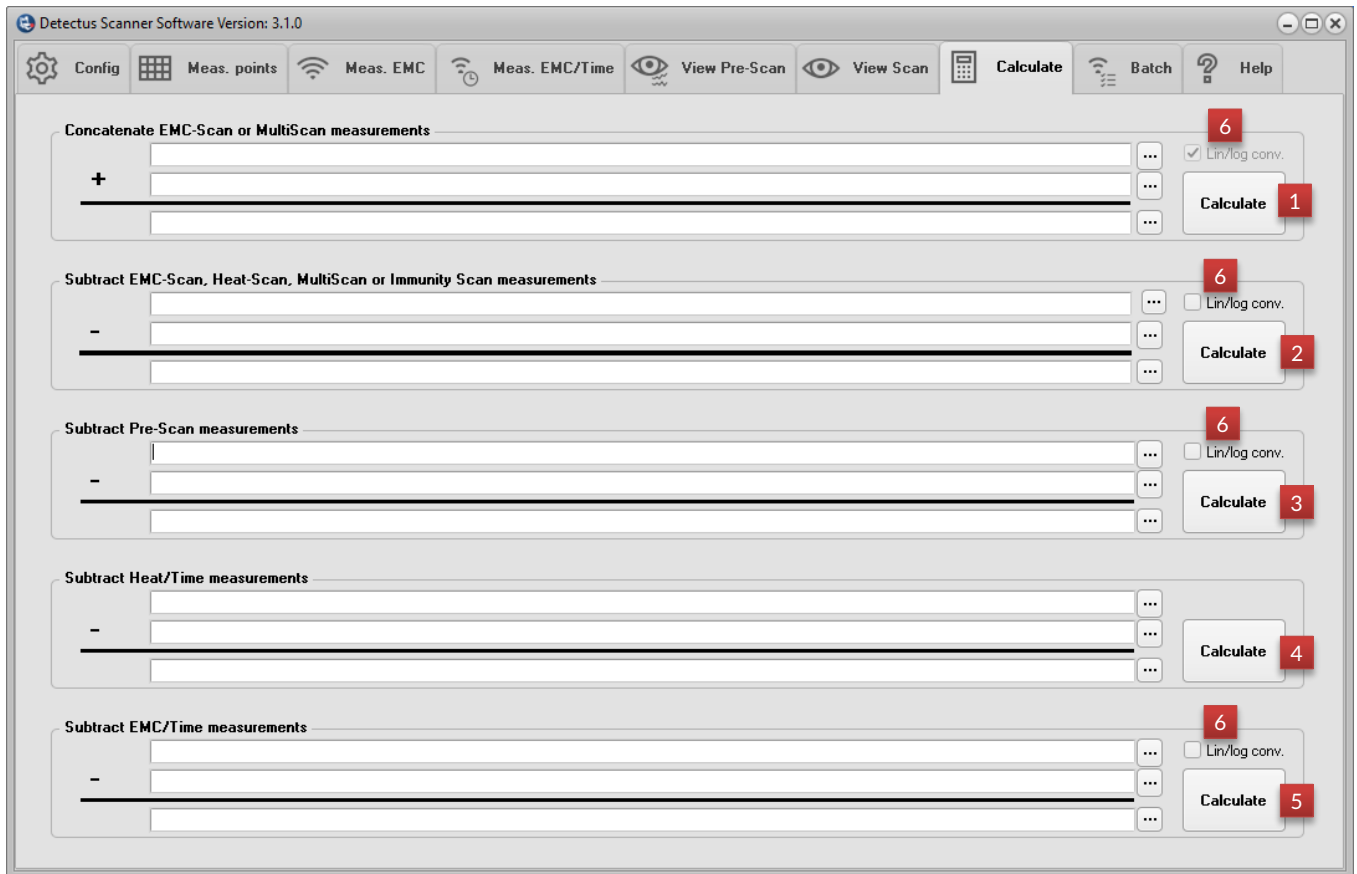 Detectus Scanner Software Version: 3.1.0
Config Meas. points Meas. EMC Meas. EMC/Time View Pre-Scan View Scan Calculate Batch Help
Concatenate EMC-Scan or MultiScan measurements
6
... Lin/log conv.
+ ...
Calculate 1
...
Subtract EMC-Scan, Heat-Scan, MultiScan or Immunity Scan measurements
6
... Lin/log conv.
- ...
Calculate 2
...
Subtract Pre-Scan measurements
6
... Lin/log conv.
- ...
Calculate 3
...
Subtract Heat/Time measurements
...
- ...
Calculate 4
...
Subtract EMC/Time measurements
6
... Lin/log conv.
- ...
Calculate 5
...